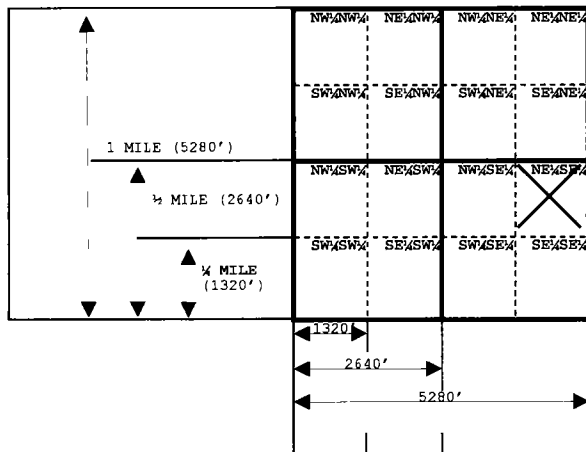 NW¼NW¼ NE¼NW¼ NW¼NE¼ NE¼NE¼
SW¼NW¼ SE¼NW¼ SW¼NE¼ SE¼NE¼
1 MILE (5280')
NW¼SW¼ NE¼SW¼ NW¼SE¼ NE¼SE¼
½ MILE (2640')
SW¼SW¼ SE¼SW¼ SW¼SE¼ SE¼SE¼
¼ MILE
(1320')
1320'
2640'
5280'